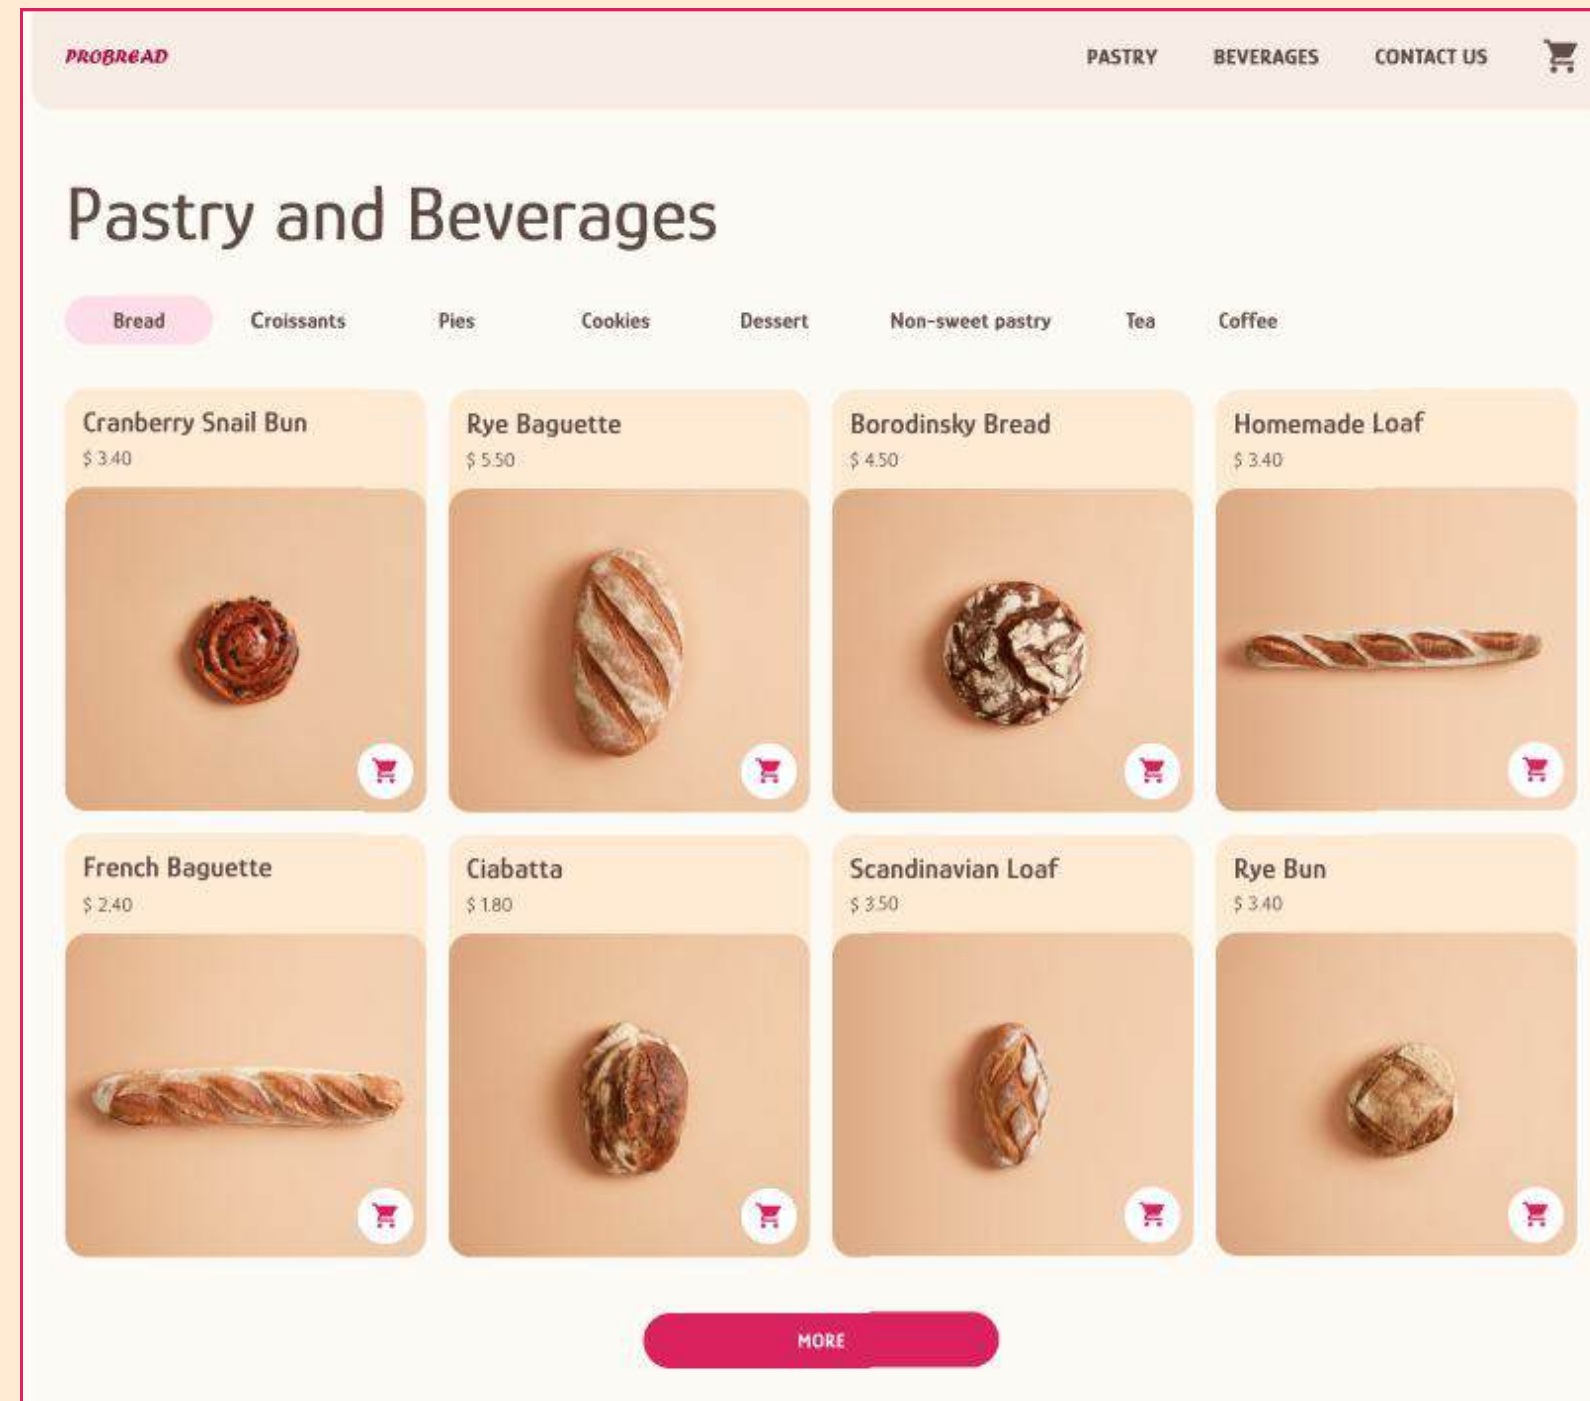 PROBREAD PASTRY BEVERAGES CONTACT US
Pastry and Beverages
Bread Croissants Pies Cookies Dessert Non-sweet pastry Tea Coffee
Cranberry Snail Bun Rye Baguette Borodinsky Bread Homemade Loaf
$ 3.40 $ 5.50 $ 4.50 $ 3.40
French Baguette Ciabatta Scandinavian Loaf Rye Bun
$ 2.40 $ 1.80 $ 3.50 $ 3.40
MORE